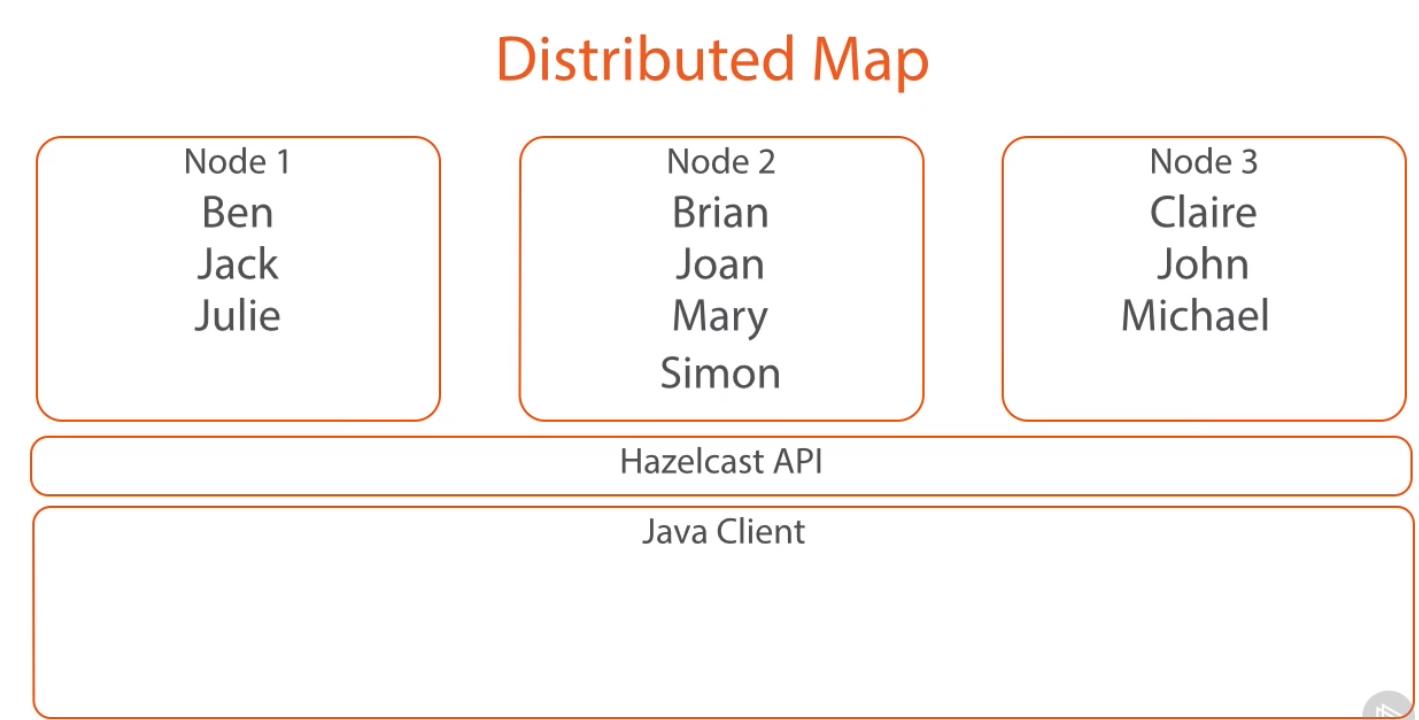 Distributed Map
Node 1
Ben
Jack
Julie
Node 2
Brian
Joan
Mary
Simon
Node 3
Claire
John
Michael
Hazelcast API
Java Client